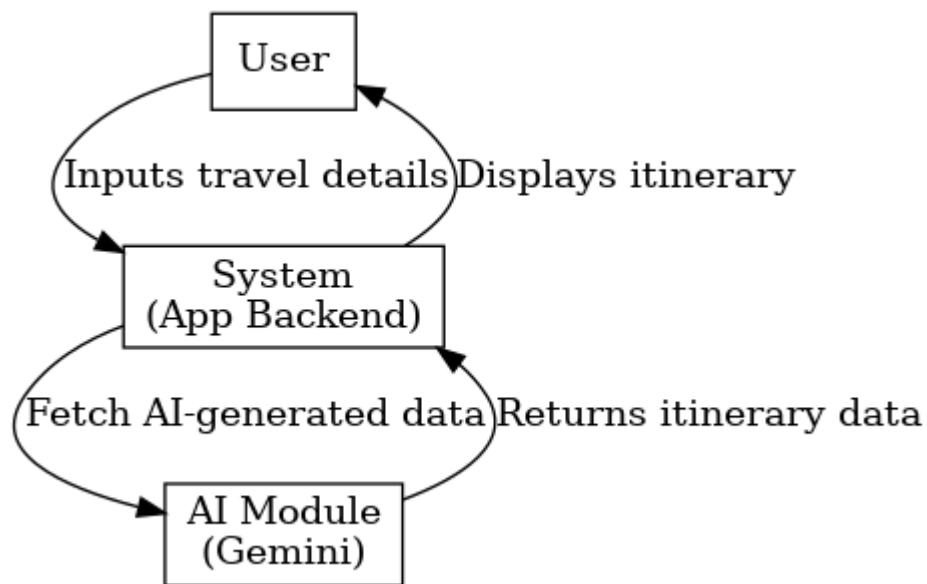 User
Inputs travel details
Displays itinerary
System
(App Backend)
Fetch AI-generated data
Returns itinerary data
AI Module
(Gemini)